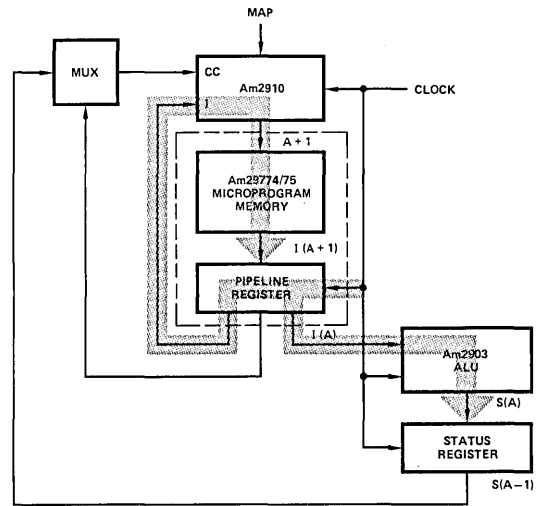 MAP
MUX
CC
Am2910
I
CLOCK
A + 1
Am29774/75
MICROPROGRAM
MEMORY
I (A + 1)
PIPELINE
REGISTER
I (A)
Am2903
ALU
S(A)
STATUS
REGISTER
S(A–1)